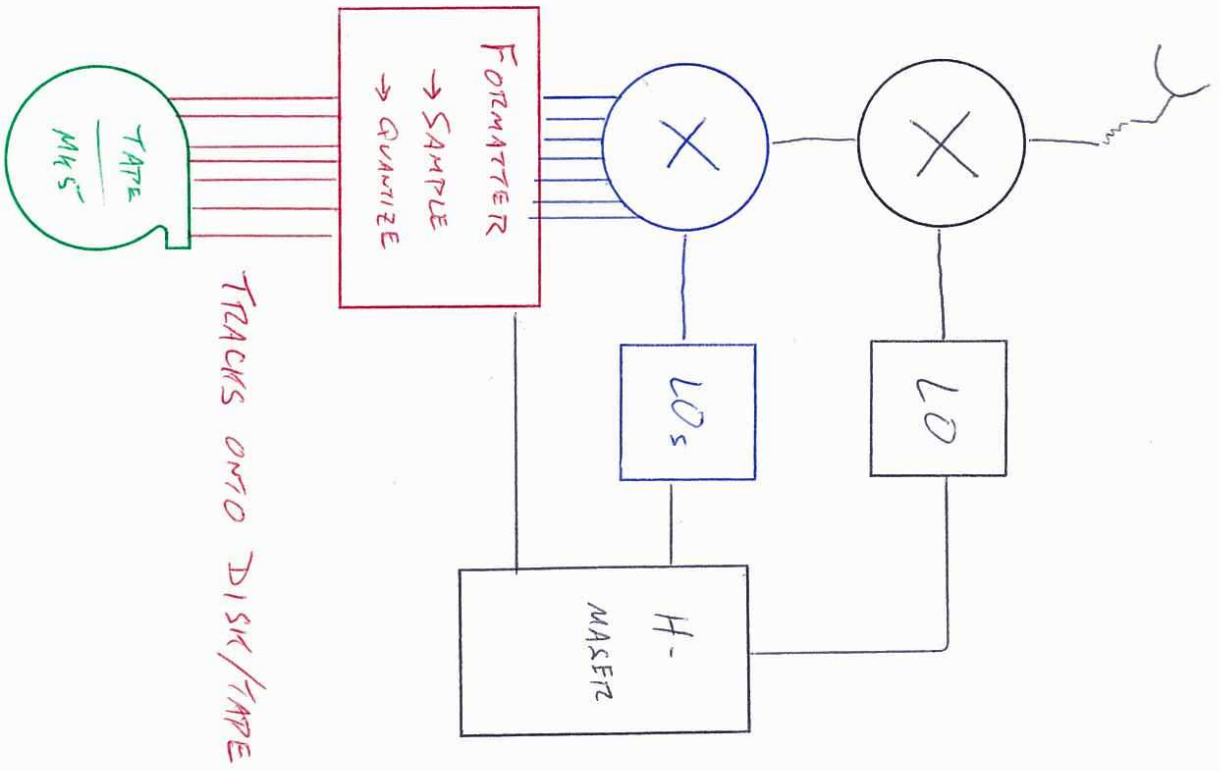 X
LO
X
LOs
H-
MASER
FORMATTER
→ SAMPLE
→ QUANTIZE
TAPE
Mk5
TRACKS ONTO DISK/TAPE